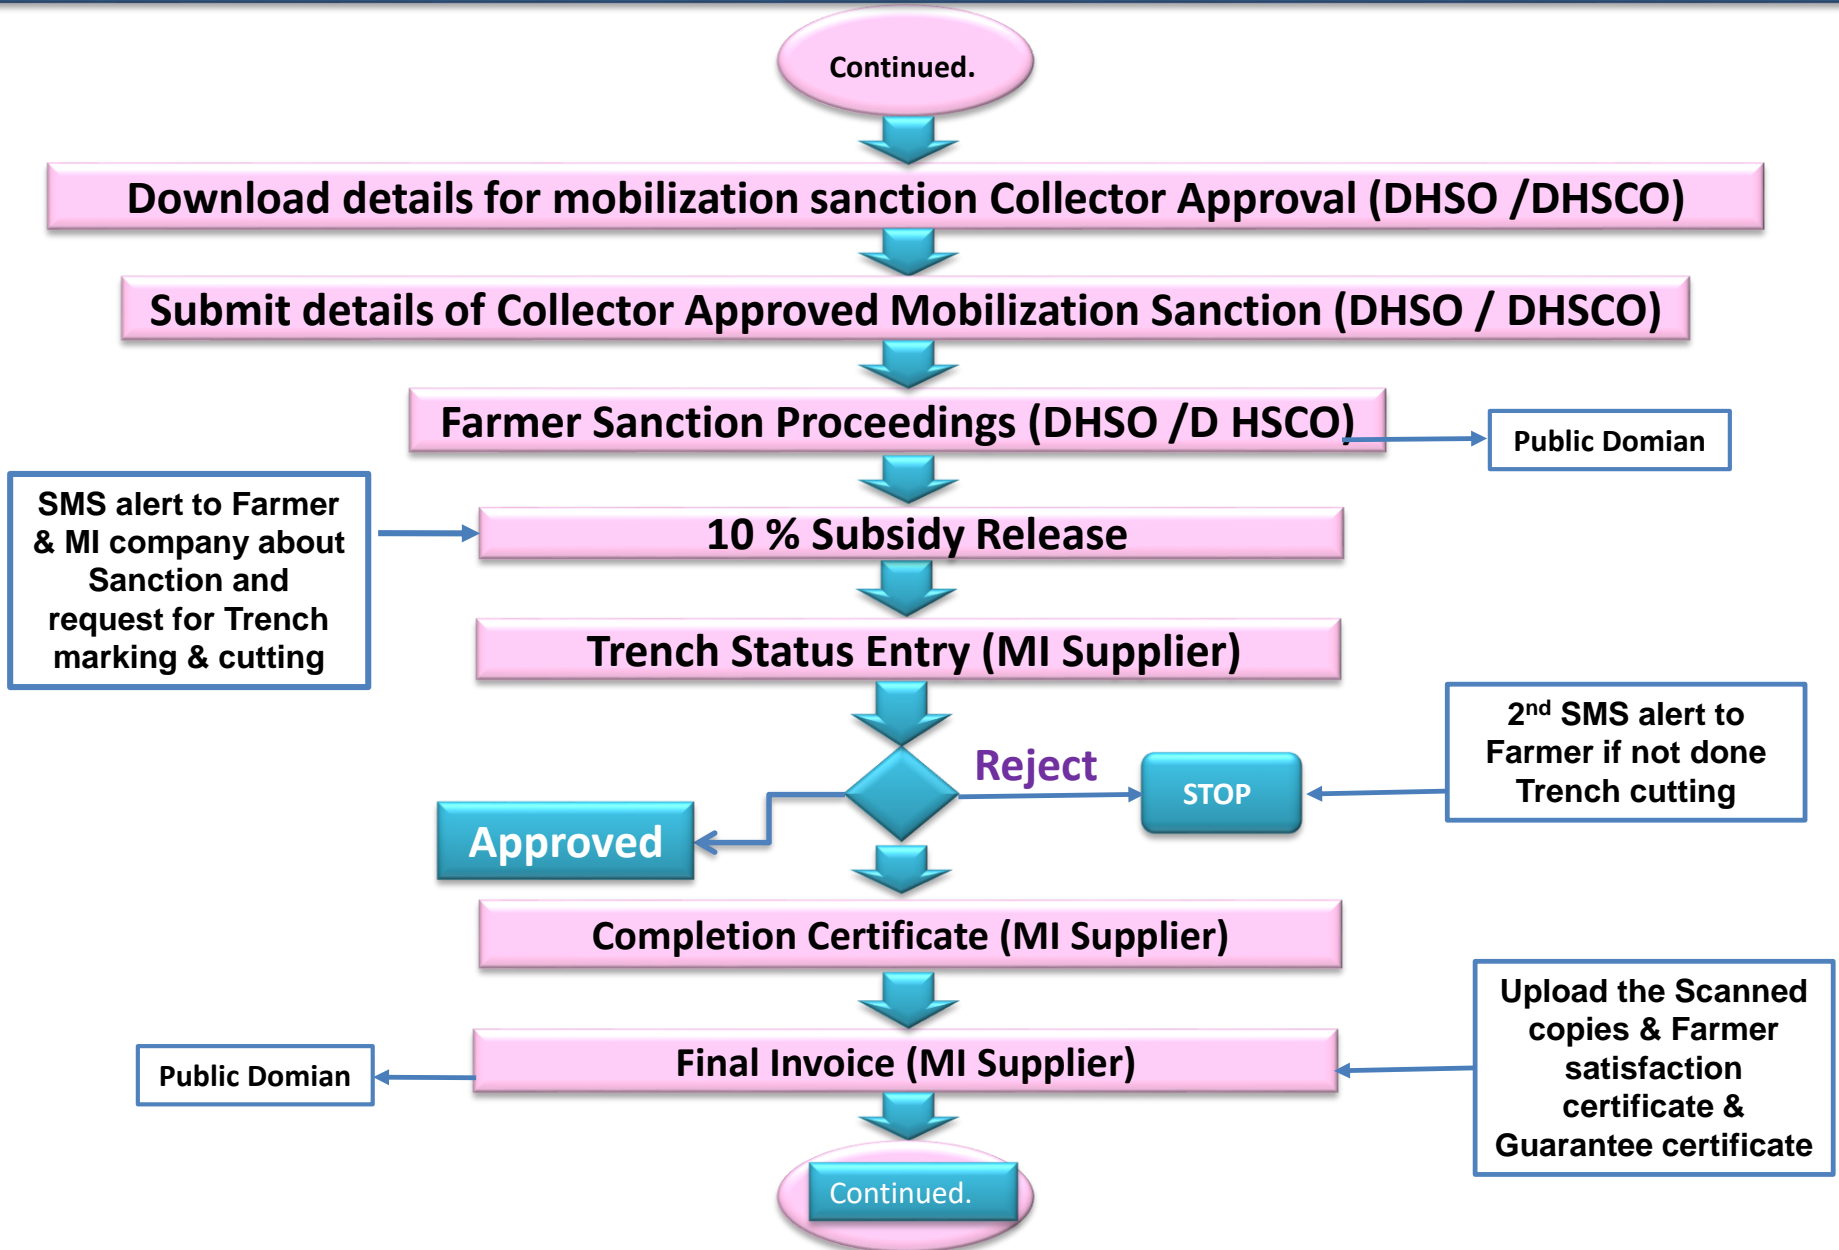 Continued.
Download details for mobilization sanction Collector Approval (DHSO /DHSCO)
Submit details of Collector Approved Mobilization Sanction (DHSO / DHSCO)
Farmer Sanction Proceedings (DHSO /D HSCO)
Public Domian
SMS alert to Farmer
& MI company about
Sanction and
request for Trench
marking & cutting
10 % Subsidy Release
Trench Status Entry (MI Supplier)
Reject
STOP
2nd SMS alert to
Farmer if not done
Trench cutting
Approved
Completion Certificate (MI Supplier)
Final Invoice (MI Supplier)
Public Domian
Upload the Scanned
copies & Farmer
satisfaction
certificate &
Guarantee certificate
Continued.